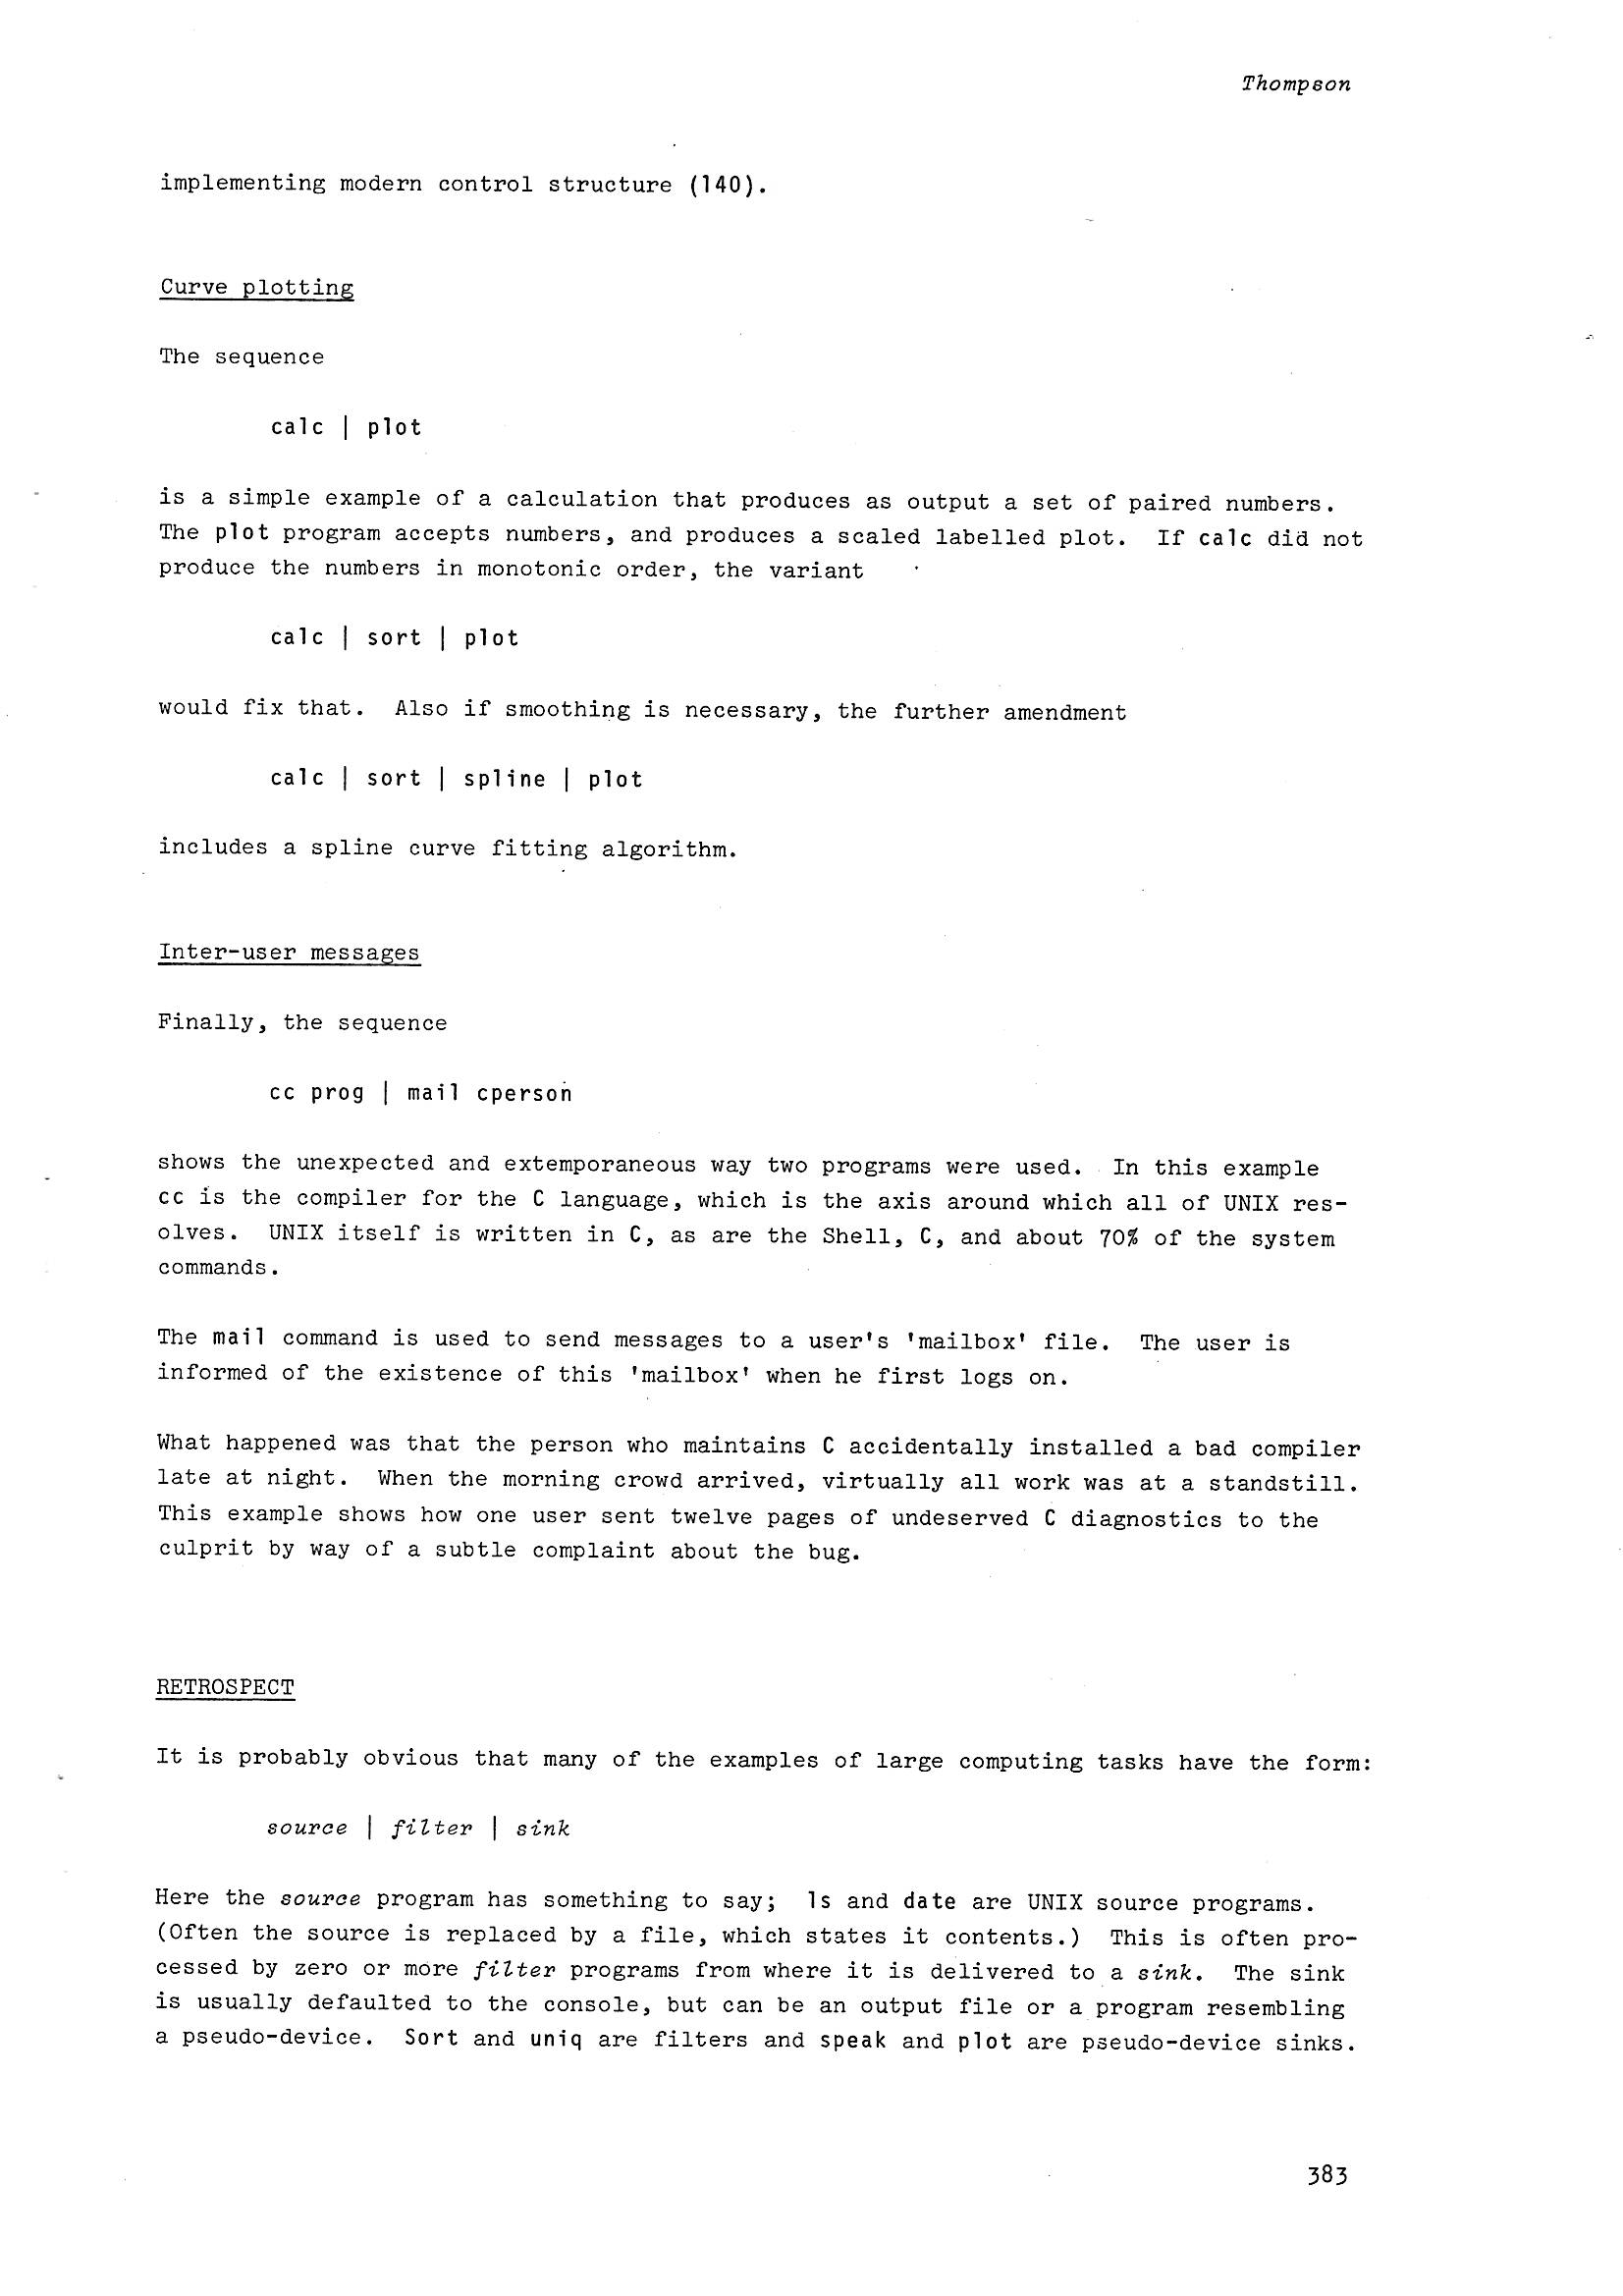 Thompson
implementing modern control structure (140).
Curve plotting
The sequence
calc | plot
is a simple example of a calculation that produces as output a set of paired numbers.
The plot program accepts numbers, and produces a scaled labelled plot.  If calc did not
produce the numbers in monotonic order, the variant
calc | sort | plot
would fix that.  Also if smoothing is necessary, the further amendment
calc | sort | spline | plot
includes a spline curve fitting algorithm.
Inter-user messages
Finally, the sequence
cc prog | mail cperson
shows the unexpected and extemporaneous way two programs were used.  In this example
cc is the compiler for the C language, which is the axis around which all of UNIX res-
olves.  UNIX itself is written in C, as are the Shell, C, and about 70% of the system
commands.
The mail command is used to send messages to a user's 'mailbox' file.  The user is
informed of the existence of this 'mailbox' when he first logs on.
What happened was that the person who maintains C accidentally installed a bad compiler
late at night.  When the morning crowd arrived, virtually all work was at a standstill.
This example shows how one user sent twelve pages of undeserved C diagnostics to the
culprit by way of a subtle complaint about the bug.
RETROSPECT
It is probably obvious that many of the examples of large computing tasks have the form:
source | filter | sink
Here the source program has something to say;  ls and date are UNIX source programs.
(Often the source is replaced by a file, which states it contents.)  This is often pro-
cessed by zero or more filter programs from where it is delivered to a sink.  The sink
is usually defaulted to the console, but can be an output file or a program resembling
a pseudo-device.  Sort and uniq are filters and speak and plot are pseudo-device sinks.
383